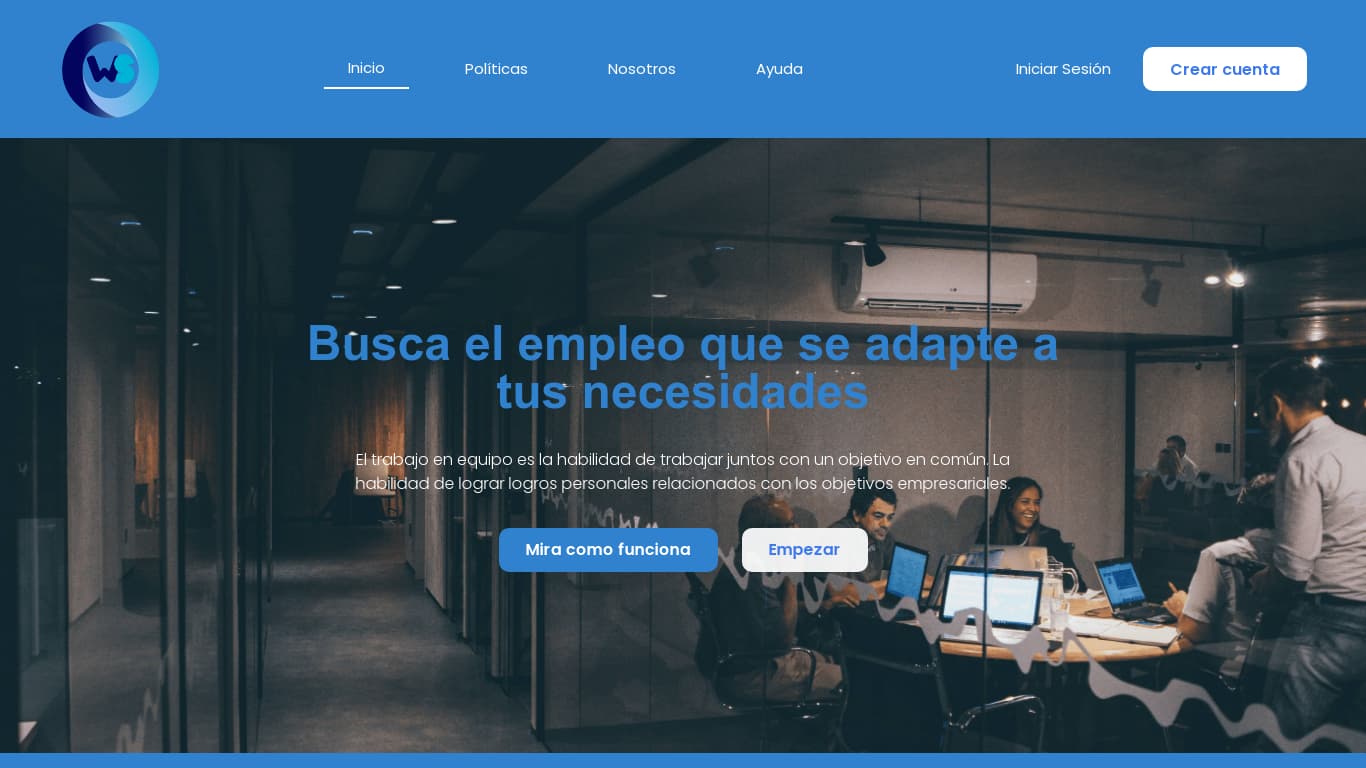 WS
Inicio
Políticas
Nosotros
Ayuda
Iniciar Sesión
Crear cuenta
Busca el empleo que se adapte a
tus necesidades
El trabajo en equipo es la habilidad de trabajar juntos con un objetivo en común. La
habilidad de lograr logros personales relacionados con los objetivos empresariales.
Mira como funciona
Empezar